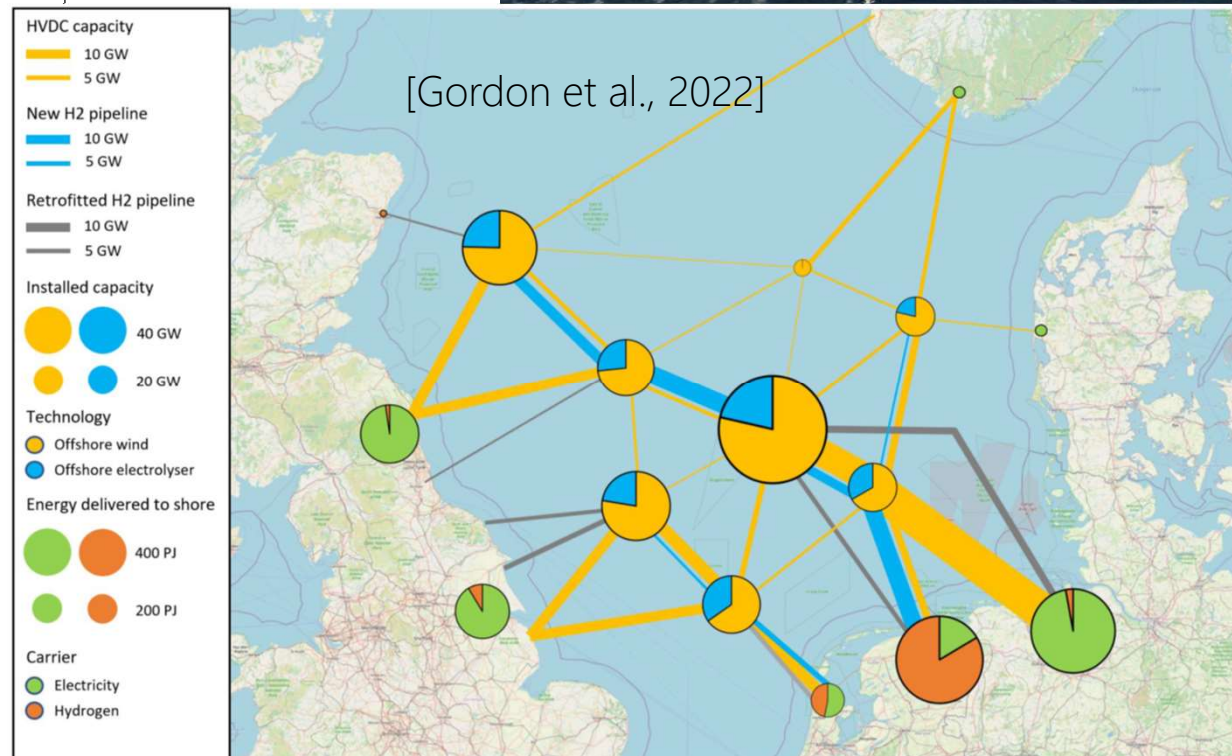 HVDC capacity
10 GW
5 GW
New H2 pipeline
10 GW
5 GW
Retrofitted H2 pipeline
10 GW
5 GW
Installed capacity
40 GW
20 GW
Technology
Offshore wind
Offshore electrolyser
Energy delivered to shore
400 PJ
200 PJ
Carrier
Electricity
Hydrogen
[Gordon et al., 2022]